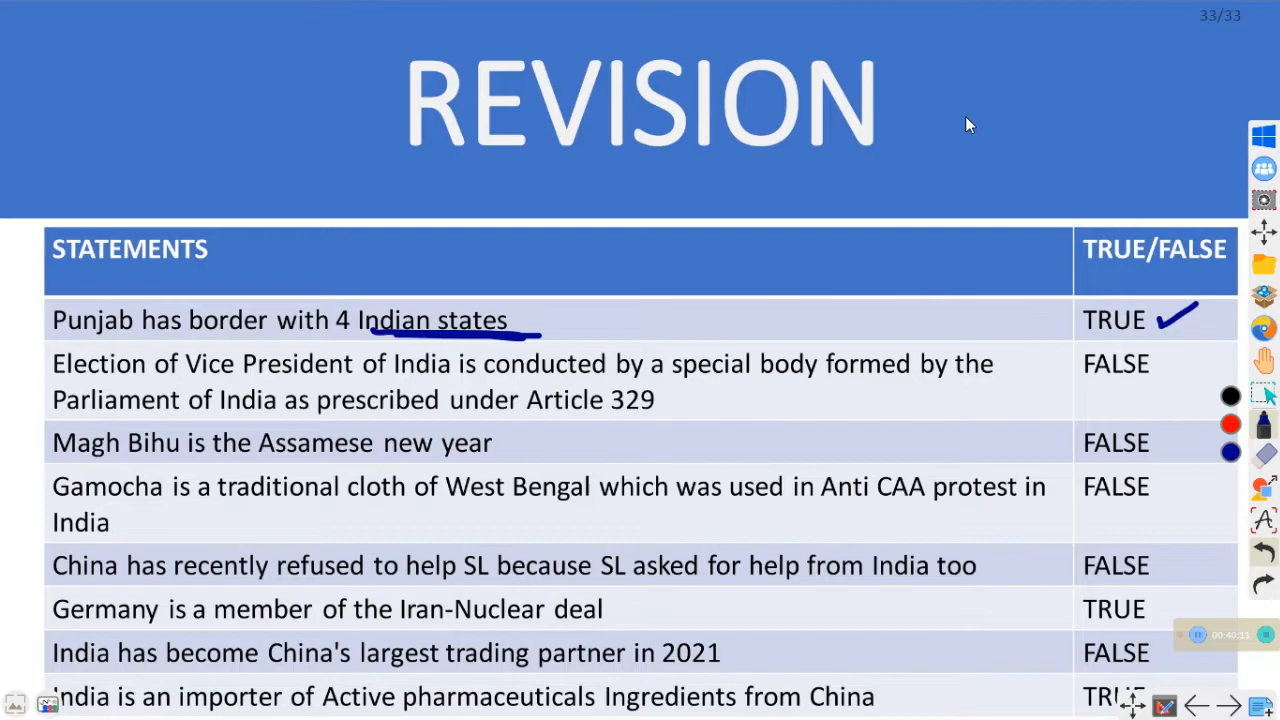 33/33
REVISION
STATEMENTS TRUE/FALSE
Punjab has border with 4 Indian states TRUE
Election of Vice President of India is conducted by a special body formed by the FALSE
Parliament of India as prescribed under Article 329
Magh Bihu is the Assamese new year FALSE
Gamocha is a traditional cloth of West Bengal which was used in Anti CAA protest in FALSE
India
China has recently refused to help SL because SL asked for help from India too FALSE
Germany is a member of the Iran-Nuclear deal TRUE
00:40:11
India has become China's largest trading partner in 2021 FALSE
India is an importer of Active pharmaceuticals Ingredients from China TRUE